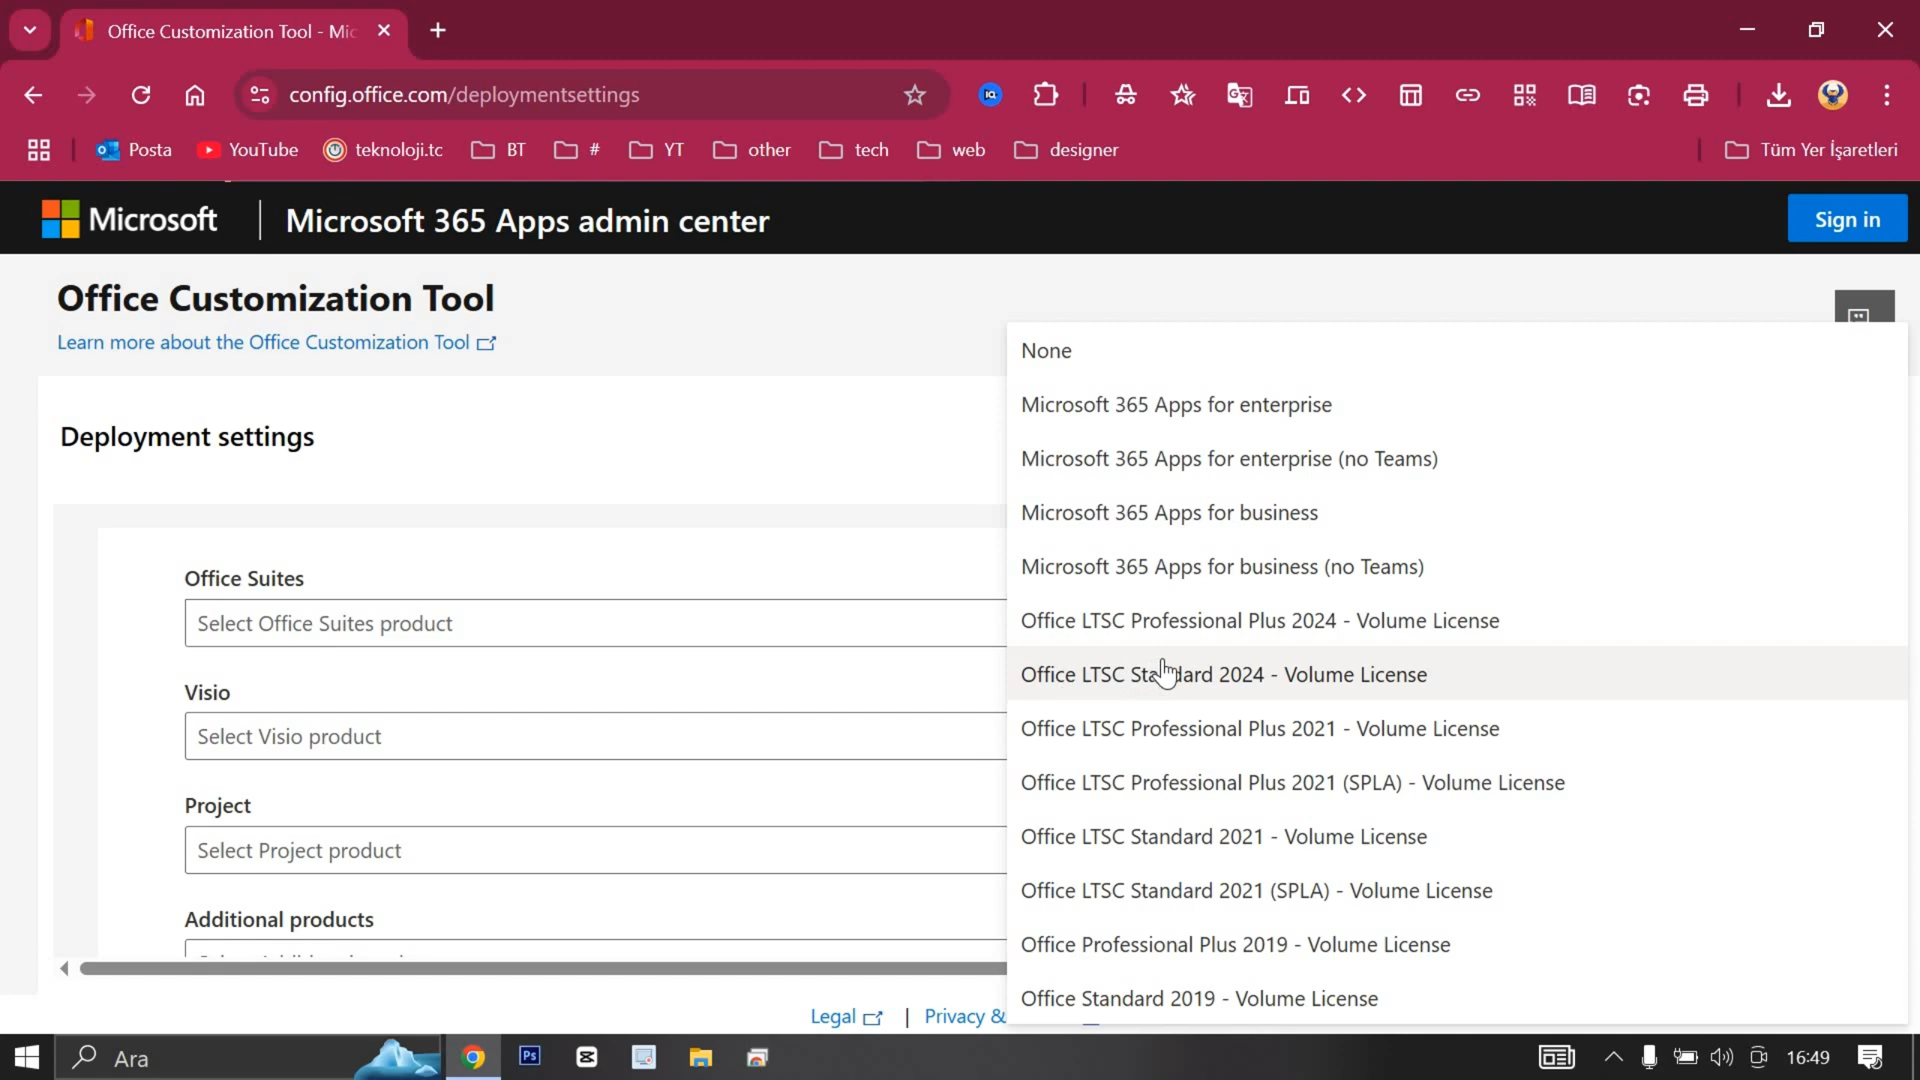 Office Customization Tool - Mic
config.office.com/deploymentsettings
Posta
YouTube
teknoloji.tc
BT
#
YT
other
tech
web
designer
Tüm Yer İşaretleri
Microsoft
Microsoft 365 Apps admin center
Sign in
Office Customization Tool
Learn more about the Office Customization Tool
Deployment settings
Office Suites
Select Office Suites product
Visio
Select Visio product
Project
Select Project product
Additional products
None
Microsoft 365 Apps for enterprise
Microsoft 365 Apps for enterprise (no Teams)
Microsoft 365 Apps for business
Microsoft 365 Apps for business (no Teams)
Office LTSC Professional Plus 2024 - Volume License
Office LTSC Standard 2024 - Volume License
Office LTSC Professional Plus 2021 - Volume License
Office LTSC Professional Plus 2021 (SPLA) - Volume License
Office LTSC Standard 2021 - Volume License
Office LTSC Standard 2021 (SPLA) - Volume License
Office Professional Plus 2019 - Volume License
Office Standard 2019 - Volume License
Legal | Privacy &
Ara
Ps
16:49